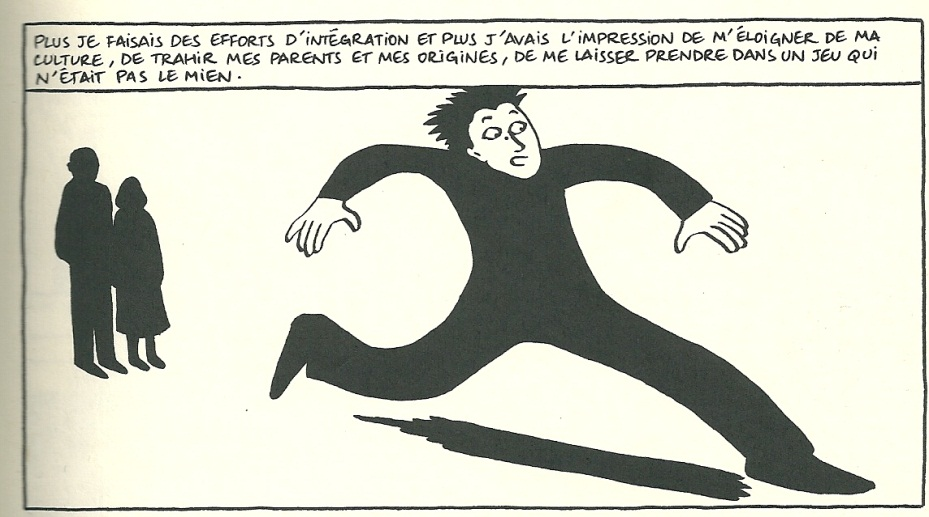 PLUS JE FAISAIS DES EFFORTS D'INTÉGRATION ET PLUS J'AVAIS L'IMPRESSION DE M'ÉLOIGNER DE MA
CULTURE, DE TRAHIR MES PARENTS ET MES ORIGINES, DE ME LAISSER PRENDRE DANS UN JEU QUI
N'ÉTAIT PAS LE MIEN.